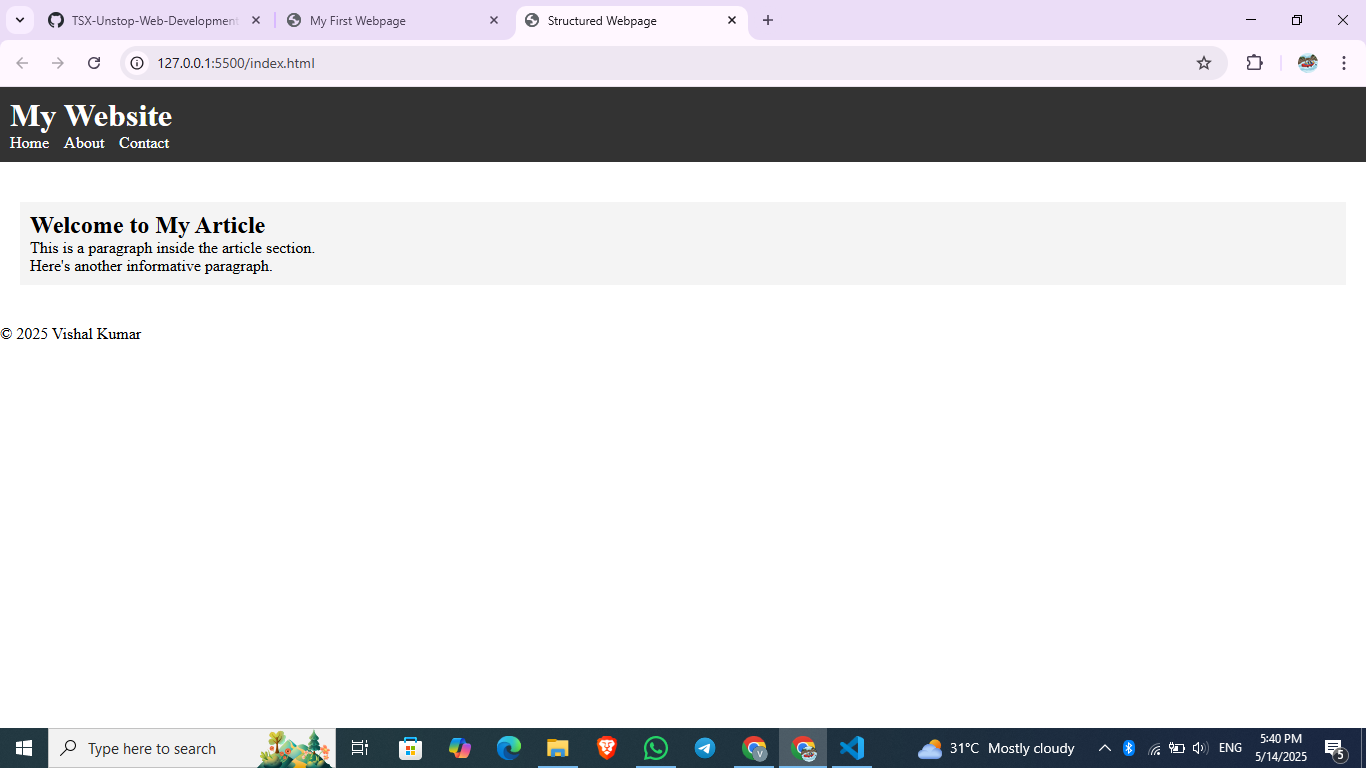 TSX-Unstop-Web-Development
My First Webpage
Structured Webpage
127.0.0.1:5500/index.html
My Website
Home About Contact
Welcome to My Article
This is a paragraph inside the article section.
Here's another informative paragraph.
© 2025 Vishal Kumar
Type here to search
V
31°C Mostly cloudy
ENG
5:40 PM
5/14/2025
5